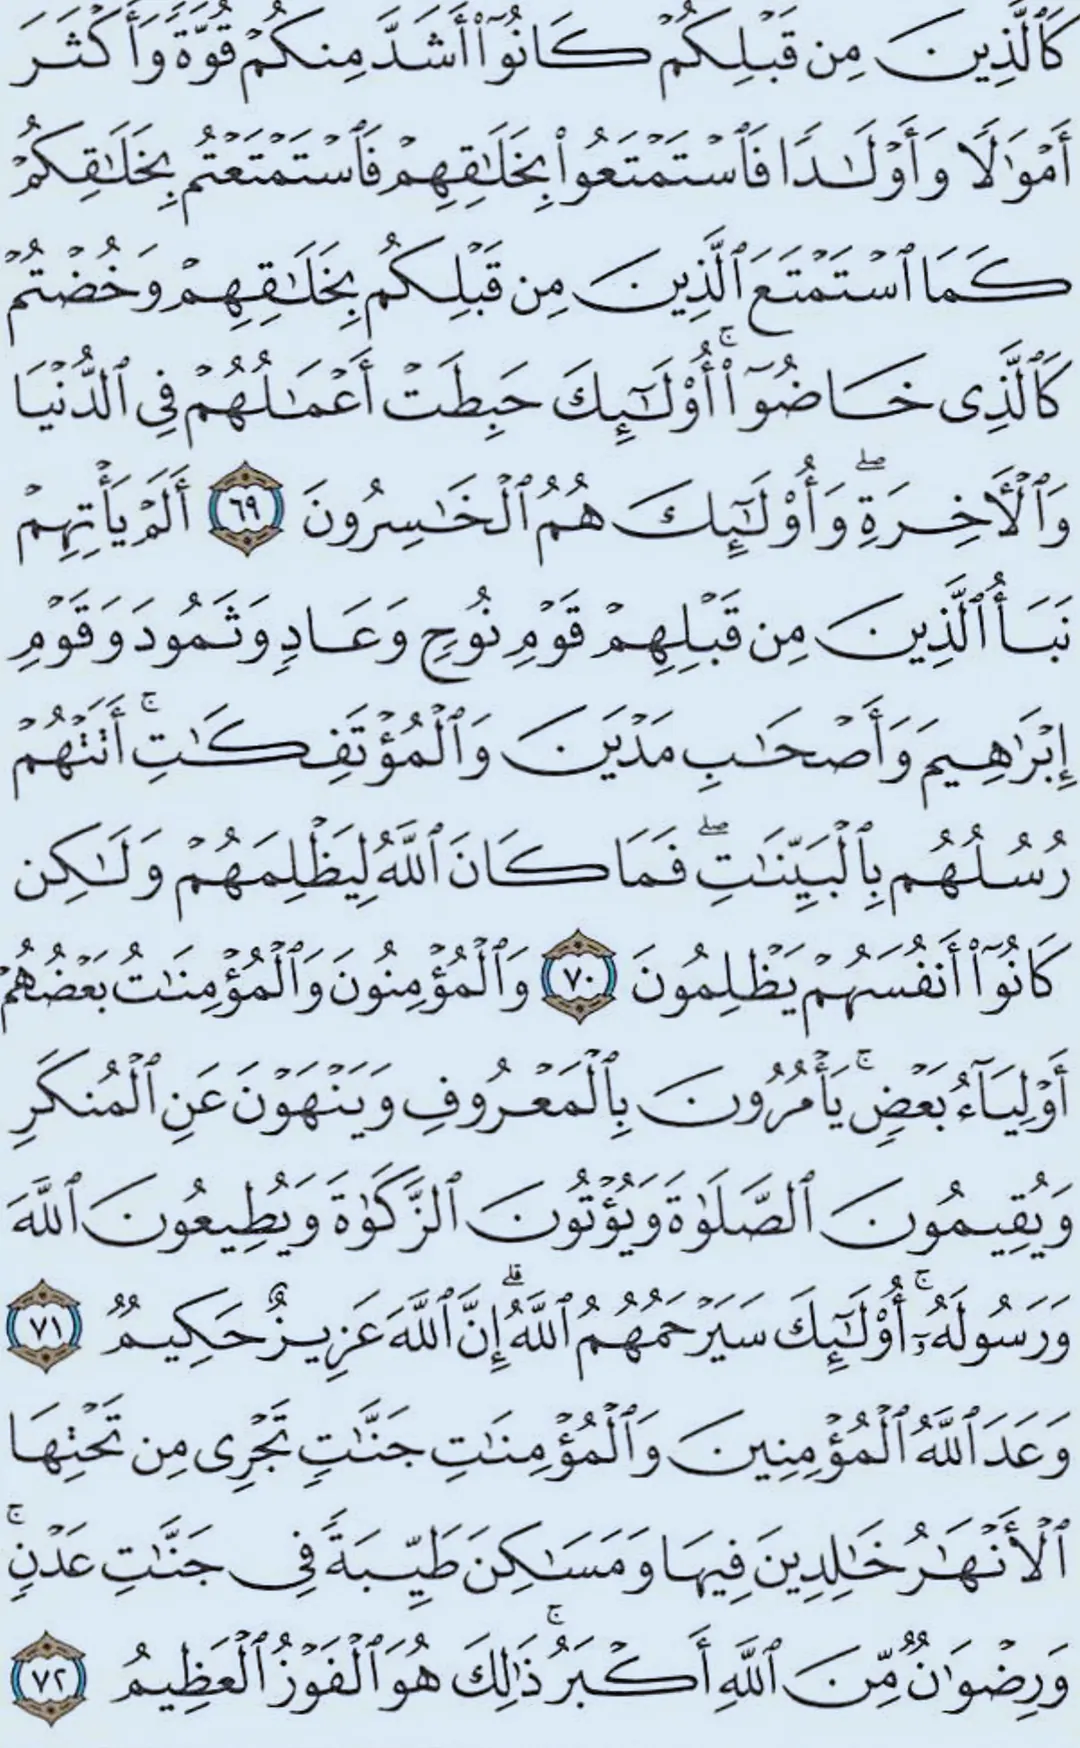 كَٱلَّذِينَ مِن قَبْلِكُمْ كَانُوٓا۟ أَشَدَّ مِنكُمْ قُوَّةً وَأَكْثَرَ
أَمْوَٰلًا وَأَوْلَـٰدًا فَٱسْتَمْتَعُوا۟ بِخَلَـٰقِهِمْ فَٱسْتَمْتَعْتُم بِخَلَـٰقِكُمْ
كَمَا ٱسْتَمْتَعَ ٱلَّذِينَ مِن قَبْلِكُم بِخَلَـٰقِهِمْ وَخُضْتُمْ
كَٱلَّذِى خَاضُوٓا۟ ۚ أُو۟لَـٰٓئِكَ حَبِطَتْ أَعْمَـٰلُهُمْ فِى ٱلدُّنْيَا
وَٱلْـَٔاخِرَةِ ۖ وَأُو۟لَـٰٓئِكَ هُمُ ٱلْخَـٰسِرُونَ ٦٩ أَلَمْ يَأْتِهِمْ
نَبَأُ ٱلَّذِينَ مِن قَبْلِهِمْ قَوْمِ نُوحٍ وَعَادٍ وَثَمُودَ وَقَوْمِ
إِبْرَٰهِيمَ وَأَصْحَـٰبِ مَدْيَنَ وَٱلْمُؤْتَفِكَـٰتِ ۚ أَتَتْهُمْ
رُسُلُهُم بِٱلْبَيِّنَـٰتِ ۖ فَمَا كَانَ ٱللَّهُ لِيَظْلِمَهُمْ وَلَـٰكِن
كَانُوٓا۟ أَنفُسَهُمْ يَظْلِمُونَ ٧٠ وَٱلْمُؤْمِنُونَ وَٱلْمُؤْمِنَـٰتُ بَعْضُهُمْ
أَوْلِيَآءُ بَعْضٍ ۚ يَأْمُرُونَ بِٱلْمَعْرُوفِ وَيَنْهَوْنَ عَنِ ٱلْمُنكَرِ
وَيُقِيمُونَ ٱلصَّلَوٰةَ وَيُؤْتُونَ ٱلزَّكَوٰةَ وَيُطِيعُونَ ٱللَّهَ
وَرَسُولَهُۥٓ ۚ أُو۟لَـٰٓئِكَ سَيَرْحَمُهُمُ ٱللَّهُ ۗ إِنَّ ٱللَّهَ عَزِيزٌ حَكِيمٌ ٧١
وَعَدَ ٱللَّهُ ٱلْمُؤْمِنِينَ وَٱلْمُؤْمِنَـٰتِ جَنَّـٰتٍ تَجْرِى مِن تَحْتِهَا
ٱلْأَنْهَـٰرُ خَـٰلِدِينَ فِيهَا وَمَسَـٰكِنَ طَيِّبَةً فِى جَنَّـٰتِ عَدْنٍ ۚ
وَرِضْوَٰنٌ مِّنَ ٱللَّهِ أَكْبَرُ ۚ ذَٰلِكَ هُوَ ٱلْفَوْزُ ٱلْعَظِيمُ ٧٢